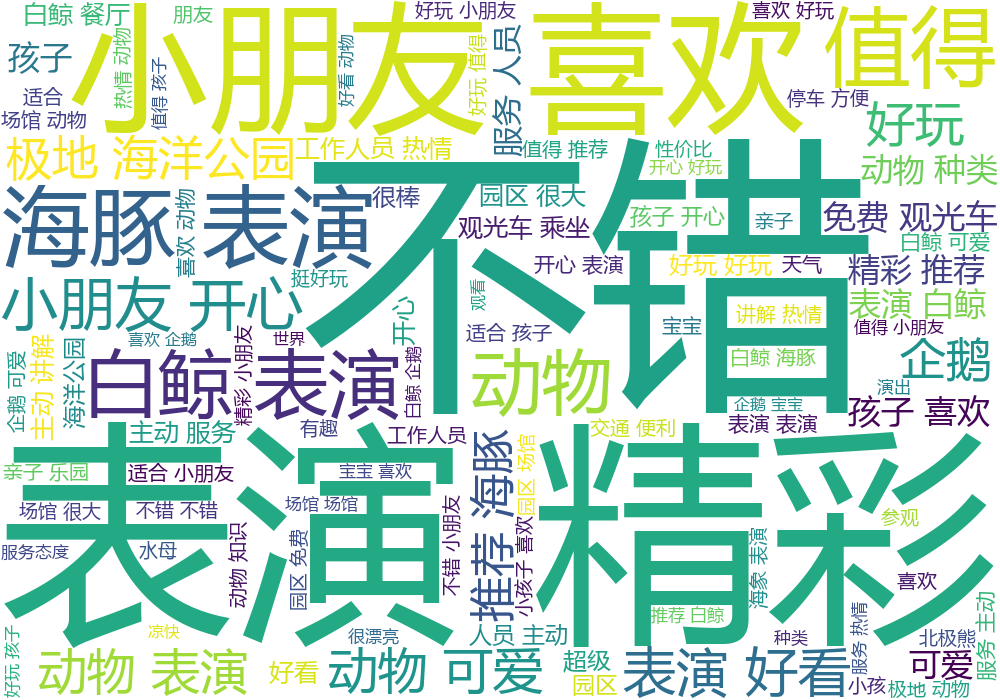 白鲸 餐厅
朋友
好玩 小朋友
喜欢 好玩
小朋友 喜欢
值得
孩子
热情 动物
值得 孩子
好看 动物
好玩 值得
服务 人员
适合
停车 方便
场馆 动物
好玩
极地 海洋公园
工作人员 热情
值得 推荐
性价比
开心 好玩
动物 种类
不错
海豚 表演
喜欢 动物
很棒
园区 很大
观光车 乘坐
孩子 开心
亲子
免费 观光车
白鲸 可爱
开心 表演
好玩 好玩
天气
精彩 推荐
挺好玩
小朋友 开心
开心
观看
表演 白鲸
讲解 热情
宝宝
适合 孩子
值得 小朋友
喜欢 企鹅
世界
企鹅 可爱
主动 讲解
海洋公园
白鲸 表演
精彩 小朋友
白鲸 企鹅
动物
白鲸 海豚
企鹅
演出
企鹅 宝宝
孩子 喜欢
表演 表演
主动 服务
有趣
工作人员
交通 便利
表演 精彩
亲子 乐园
适合 小朋友
宝宝 喜欢
推荐 海豚
园区 场馆
场馆 很大
不错 不错
场馆 场馆
不错 小朋友
小孩子 喜欢
参观
服务态度
水母
动物 知识
园区 免费
海象 表演
喜欢
推荐 白鲸
凉快
很漂亮
人员 主动
种类
服务 热情
北极熊
服务 主动
好玩 孩子
动物 表演
好看
动物 可爱
超级
园区
表演 好看
可爱
小孩
极地 动物